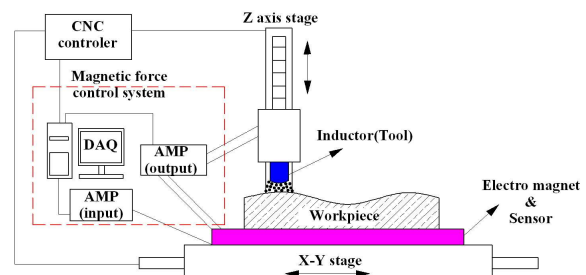 CNC
controler
Z axis stage
Magnetic force
control system
DAQ
AMP
(output)
AMP
(input)
Inductor(Tool)
Electro magnet
&
Sensor
Workpiece
X-Y stage